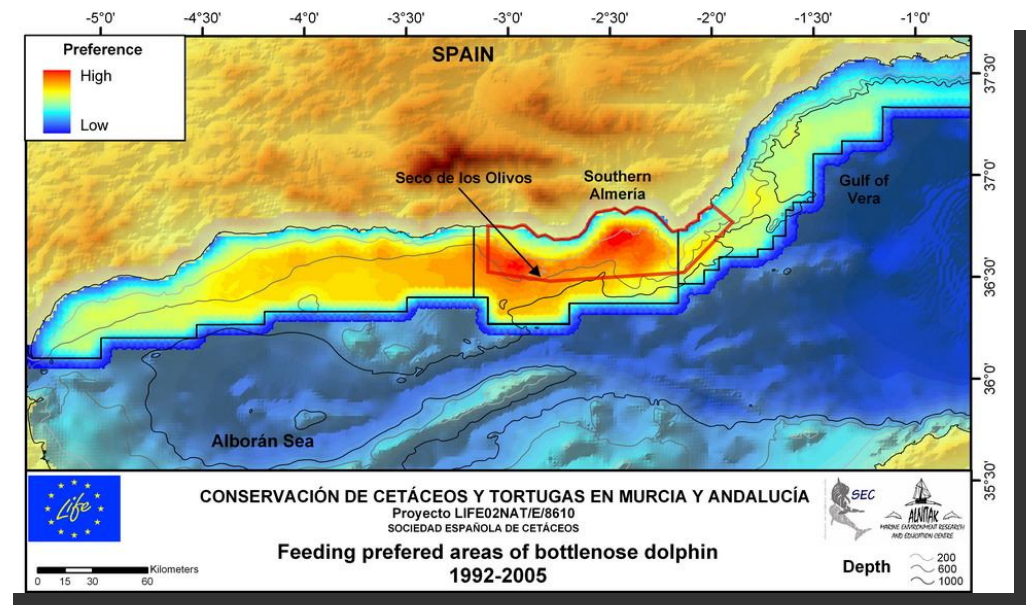 -5°0' -4°30' -4°0' -3°30' -3°0' -2°30' -2°0' -1°30' -1°0'
Preference
High
Low
SPAIN
37°30'
37°0'
36°30'
36°0'
35°30'
Seco de los Olivos
Southern
Almería
Gulf of
Vera
Alborán Sea
Life
CONSERVACIÓN DE CETÁCEOS Y TORTUGAS EN MURCIA Y ANDALUCÍA
Proyecto LIFE02NAT/E/8610
SOCIEDAD ESPAÑOLA DE CETÁCEOS
SEC
ALNITAK
MARINE ENVIRONMENT RESEARCH
AND EDUCATION CENTRE
Feeding prefered areas of bottlenose dolphin
1992-2005
Kilometers
0 15 30 60
Depth
200
600
1000